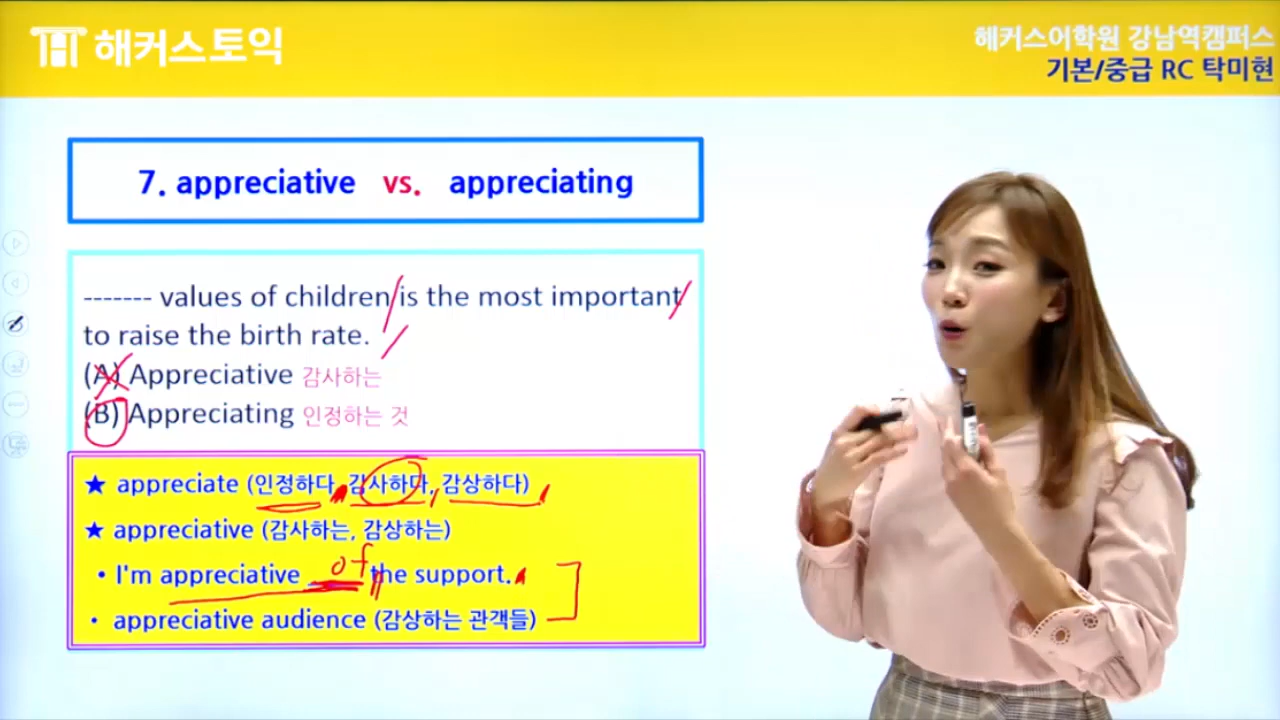 해커스토익
해커스어학원 강남역캠퍼스
기본/중급 RC 탁미현
7. appreciative vs. appreciating
------- values of children is the most important
to raise the birth rate.
(A) Appreciative 감사하는
(B) Appreciating 인정하는 것
★ appreciate (인정하다, 감사하다, 감상하다)
★ appreciative (감사하는, 감상하는)
• I'm appreciative of the support.
• appreciative audience (감상하는 관객들)